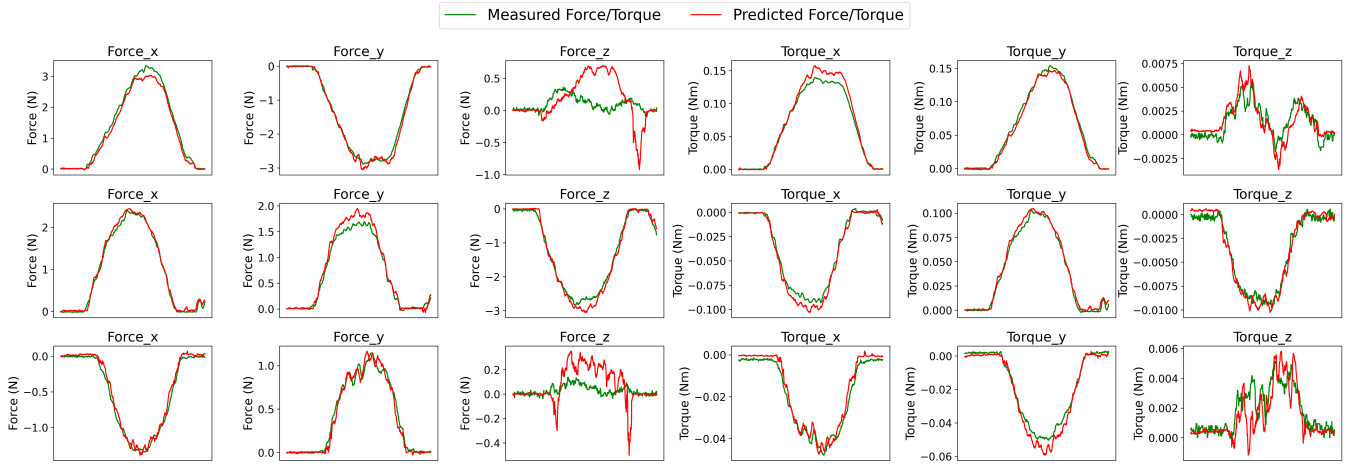 Measured Force/Torque Predicted Force/Torque
Force_x Force_y Force_z Torque_x Torque_y Torque_z
Force (N) Force (N) Force (N) Torque (Nm) Torque (Nm) Torque (Nm)
3 2 1 0
0 −1 −2 −3
0.5 0.0 −0.5 −1.0
0.15 0.10 0.05 0.00
0.15 0.10 0.05 0.00
0.0075 0.0050 0.0025 0.0000 −0.0025
Force_x Force_y Force_z Torque_x Torque_y Torque_z
Force (N) Force (N) Force (N) Torque (Nm) Torque (Nm) Torque (Nm)
2 1 0
2.0 1.5 1.0 0.5 0.0
0 −1 −2 −3
0.000 −0.025 −0.050 −0.075 −0.100
0.100 0.075 0.050 0.025 0.000
0.0000 −0.0025 −0.0050 −0.0075 −0.0100
Force_x Force_y Force_z Torque_x Torque_y Torque_z
Force (N) Force (N) Force (N) Torque (Nm) Torque (Nm) Torque (Nm)
0.0 −0.5 −1.0
1.0 0.5 0.0
0.2 0.0 −0.2 −0.4
0.00 −0.02 −0.04
0.00 −0.02 −0.04 −0.06
0.006 0.004 0.002 0.000